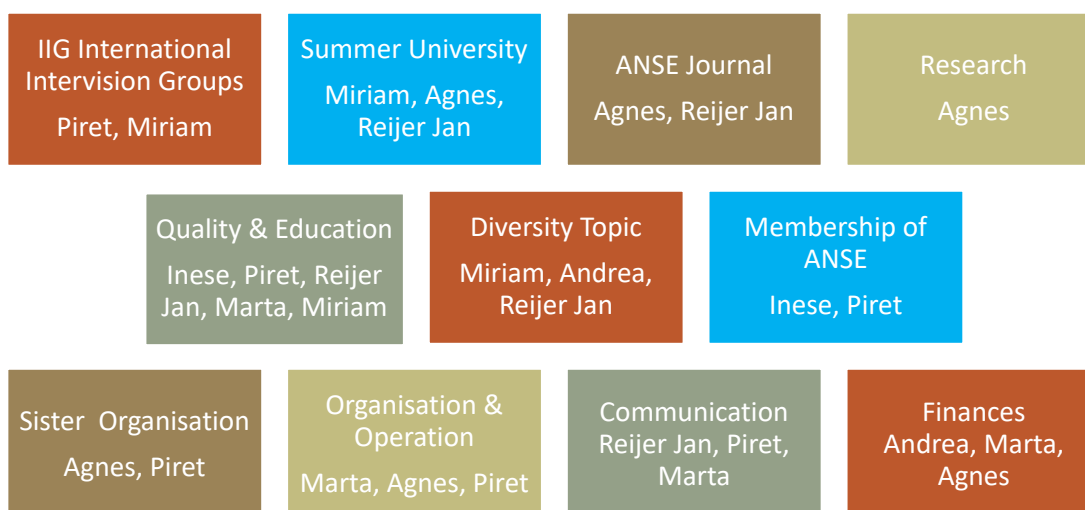 IIG International
Intervision Groups
Piret, Miriam
Summer University
Miriam, Agnes,
Reijer Jan
ANSE Journal
Agnes, Reijer Jan
Research
Agnes
Quality & Education
Inese, Piret, Reijer
Jan, Marta, Miriam
Diversity Topic
Miriam, Andrea,
Reijer Jan
Membership of
ANSE
Inese, Piret
Sister Organisation
Agnes, Piret
Organisation &
Operation
Marta, Agnes, Piret
Communication
Reijer Jan, Piret,
Marta
Finances
Andrea, Marta,
Agnes